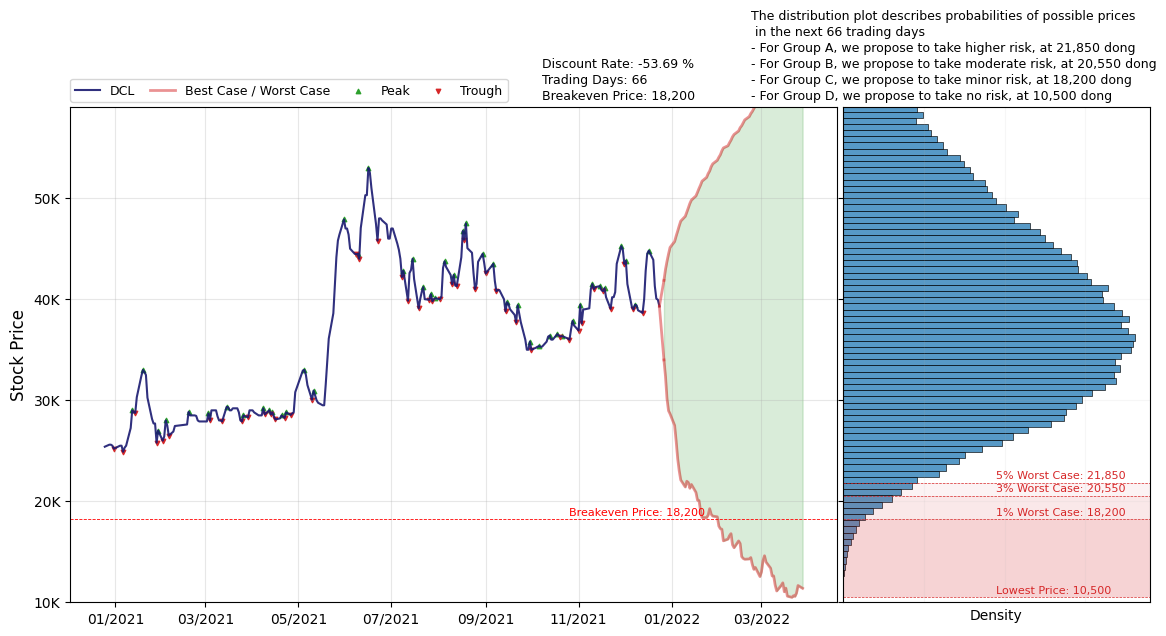 The distribution plot describes probabilities of possible prices
in the next 66 trading days
- For Group A, we propose to take higher risk, at 21,850 dong
- For Group B, we propose to take moderate risk, at 20,550 dong
- For Group C, we propose to take minor risk, at 18,200 dong
- For Group D, we propose to take no risk, at 10,500 dong
Discount Rate: -53.69 %
Trading Days: 66
Breakeven Price: 18,200
DCL
Best Case / Worst Case
Peak
Trough
Stock Price
50K
40K
30K
20K
10K
Breakeven Price: 18,200
5% Worst Case: 21,850
3% Worst Case: 20,550
1% Worst Case: 18,200
Lowest Price: 10,500
01/2021
03/2021
05/2021
07/2021
09/2021
11/2021
01/2022
03/2022
Density